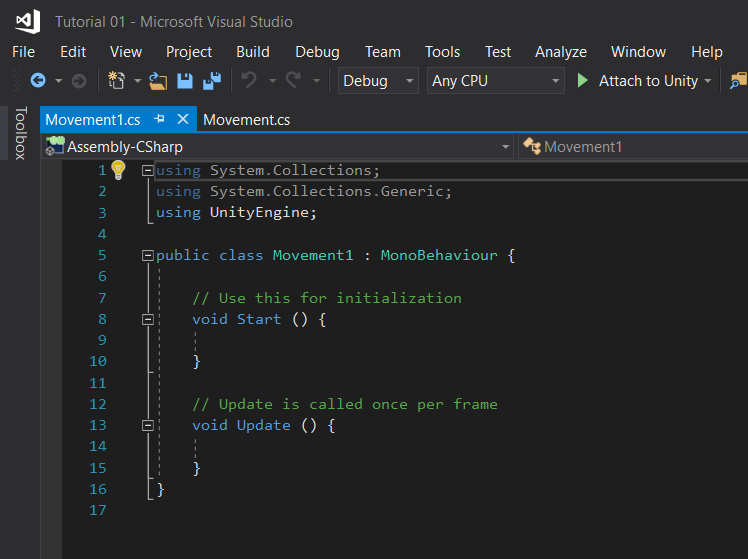 Tutorial 01 - Microsoft Visual Studio
File Edit View Project Build Debug Team Tools Test Analyze Window Help
Debug Any CPU Attach to Unity
Toolbox
Movement1.cs Movement.cs
Assembly-CSharp Movement1
1 using System.Collections;
2 using System.Collections.Generic;
3 using UnityEngine;
4
5 public class Movement1 : MonoBehaviour {
6
7 // Use this for initialization
8 void Start () {
9
10 }
11
12 // Update is called once per frame
13 void Update () {
14
15 }
16 }
17